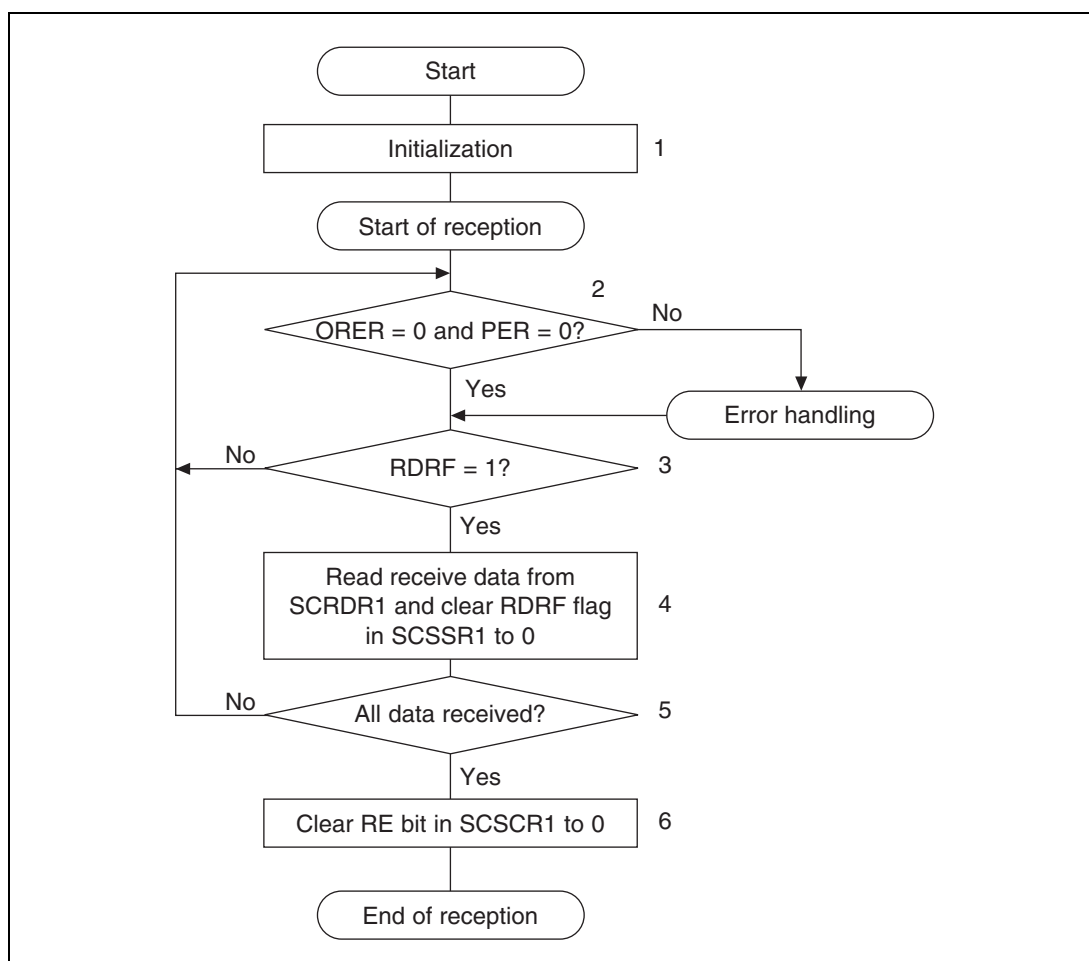 Start
Initialization
1
Start of reception
2
ORER = 0 and PER = 0?
No
Yes
Error handling
No
RDRF = 1?
3
Yes
Read receive data from
SCRDR1 and clear RDRF flag
in SCSSR1 to 0
4
No
All data received?
5
Yes
Clear RE bit in SCSCR1 to 0
6
End of reception